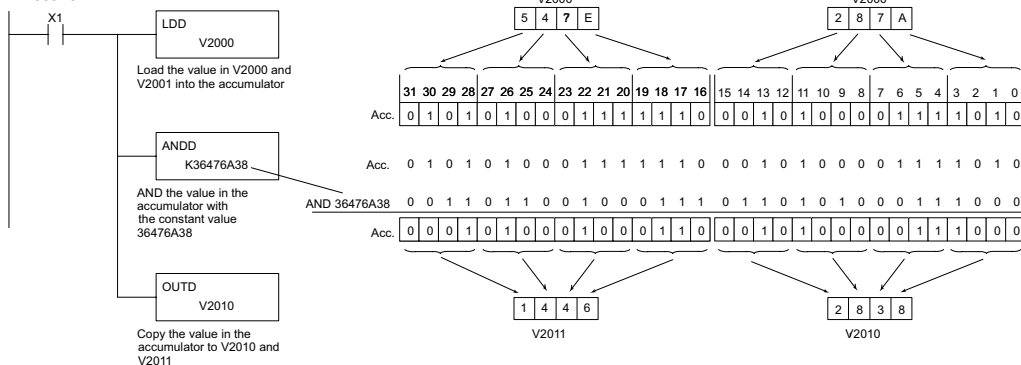 V2000 V2000
X1
LDD
V2000
5 4 7 E
2 8 7 A
Load the value in V2000 and
V2001 into the accumulator
31 30 29 28 27 26 25 24 23 22 21 20 19 18 17 16 15 14 13 12 11 10 9 8 7 6 5 4 3 2 1 0
Acc. 0 1 0 1 0 1 0 0 0 1 1 1 1 1 1 0 0 0 1 0 1 0 0 0 0 1 1 1 1 0 1 0
ANDD
K36476A38
Acc. 0 1 0 1 0 1 0 0 0 1 1 1 1 1 1 0 0 0 1 0 1 0 0 0 0 1 1 1 1 0 1 0
AND the value in the
accumulator with
the constant value
36476A38
AND 36476A38 0 0 1 1 0 1 1 0 0 1 0 0 0 1 1 1 0 1 1 0 1 0 1 0 0 0 1 1 1 0 0 0
Acc. 0 0 0 1 0 1 0 0 0 1 0 0 0 1 1 0 0 0 1 0 1 0 0 0 0 0 1 1 1 0 0 0
OUTD
V2010
1 4 4 6
2 8 3 8
V2011
V2010
Copy the value in the
accumulator to V2010 and
V2011